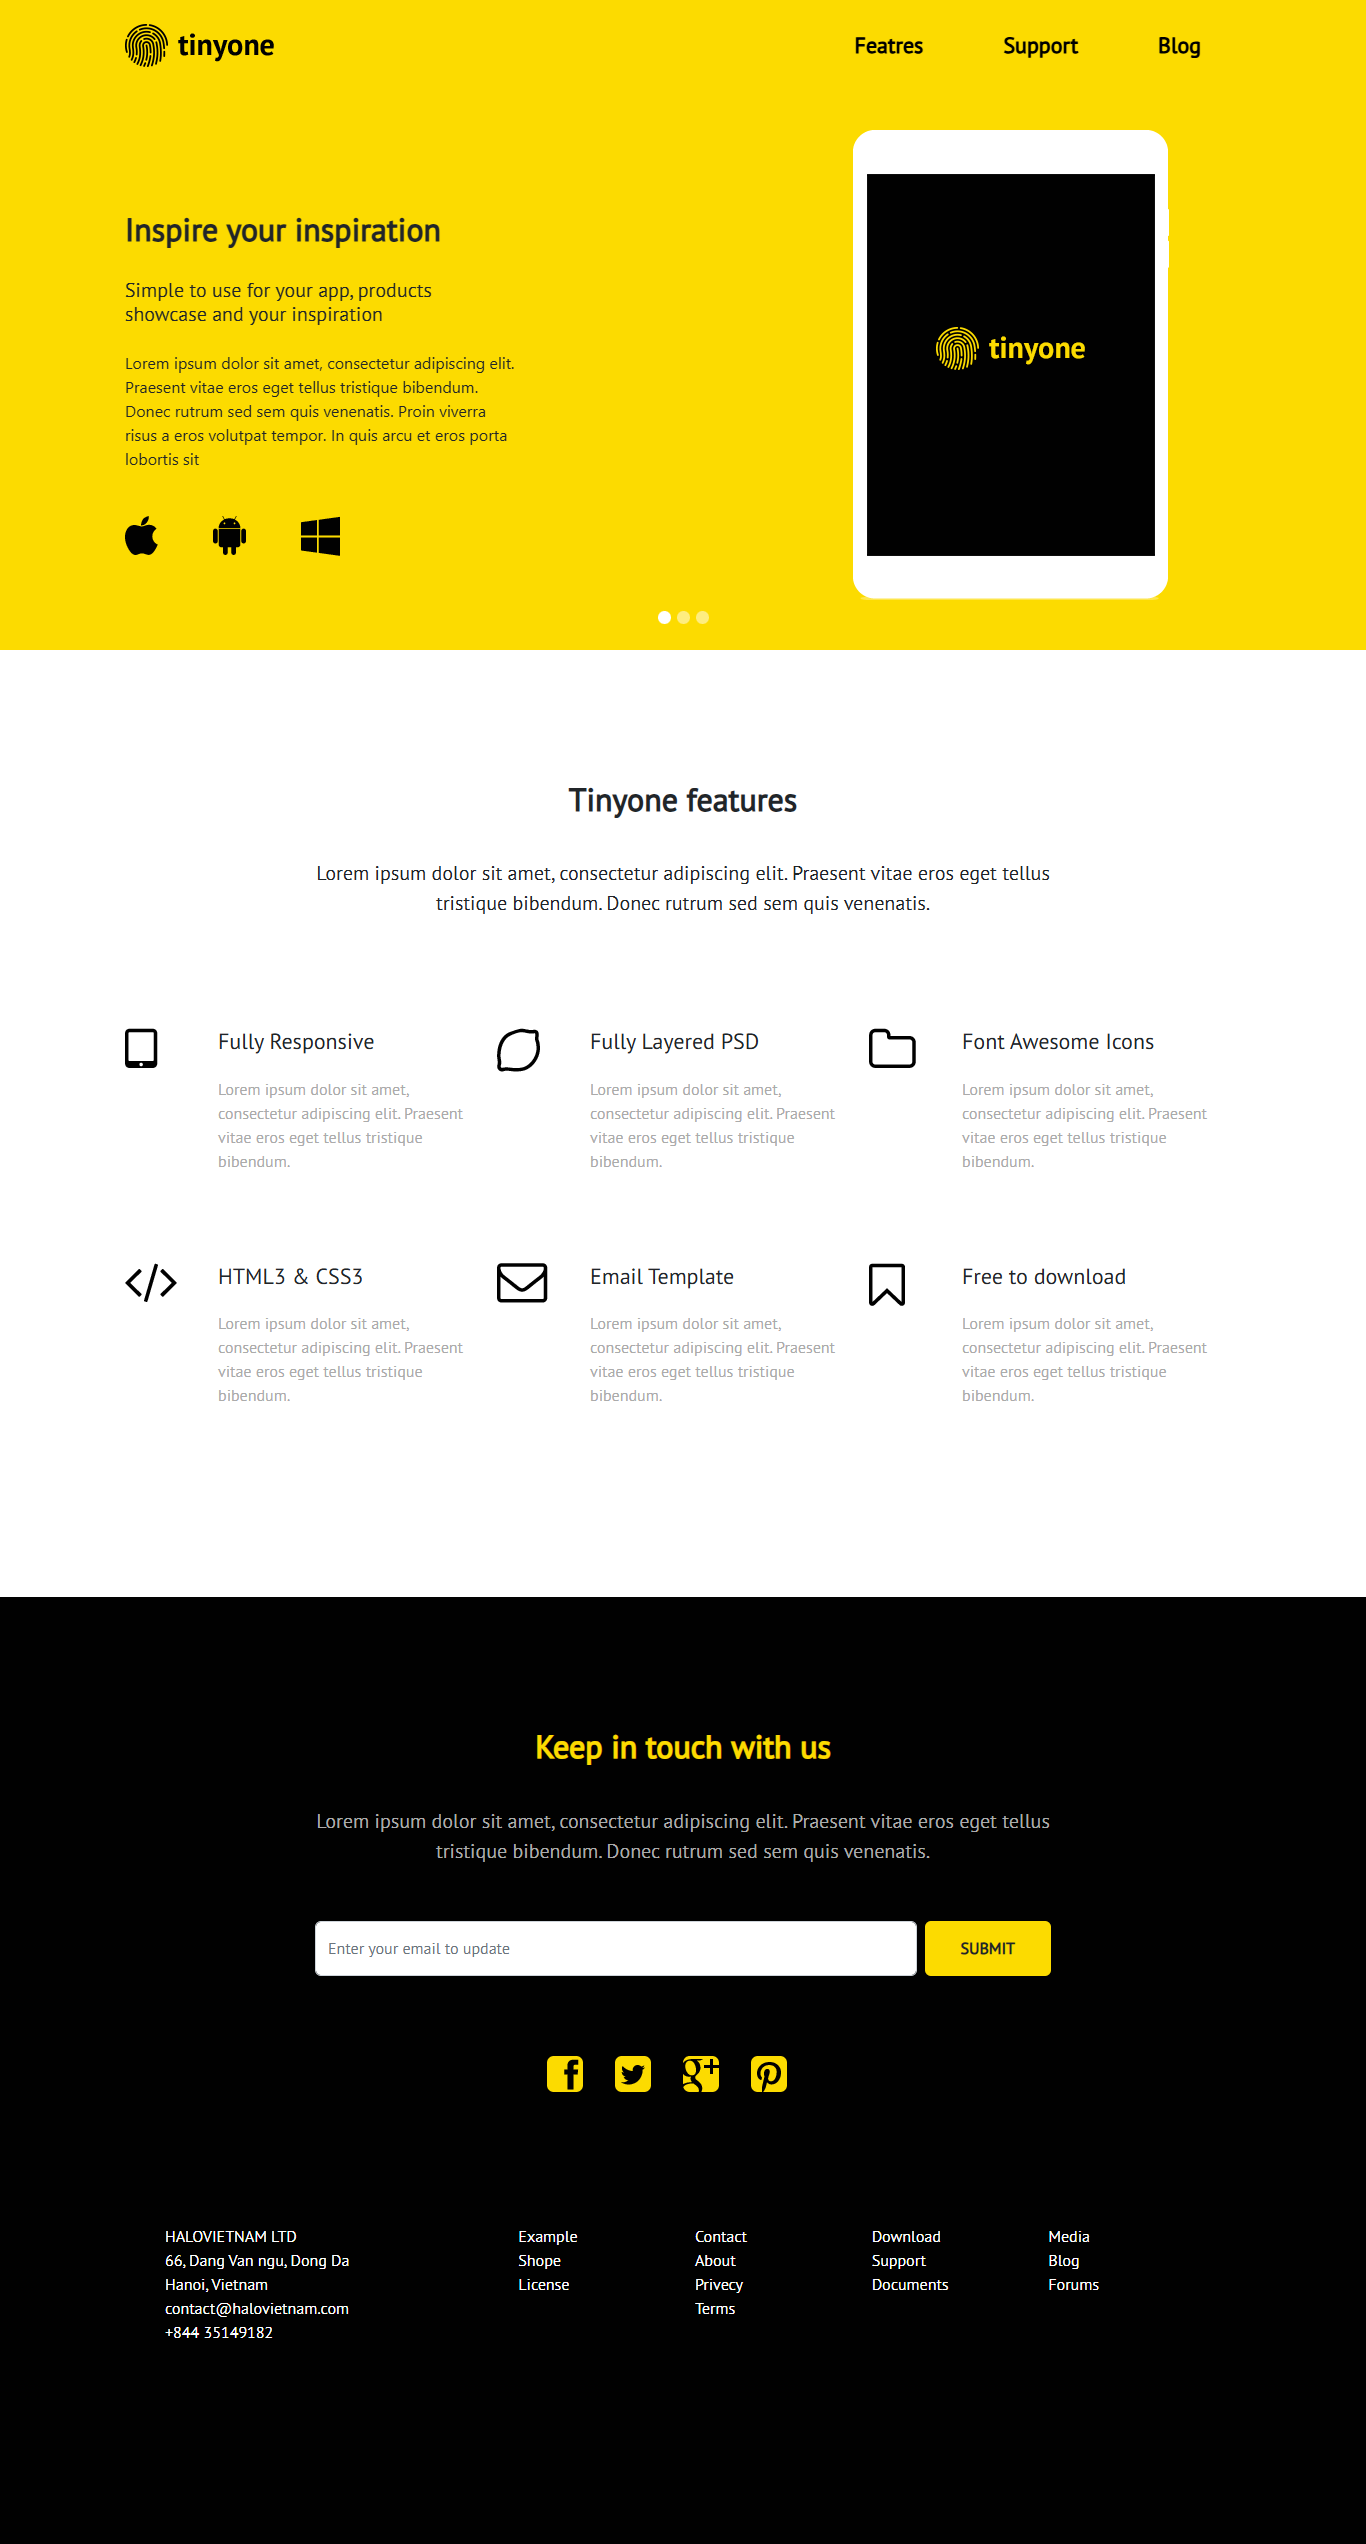 tinyone
Featres
Support
Blog
Inspire your inspiration
Simple to use for your app, products
showcase and your inspiration
Lorem ipsum dolor sit amet, consectetur adipiscing elit.
Praesent vitae eros eget tellus tristique bibendum.
Donec rutrum sed sem quis venenatis. Proin viverra
risus a eros volutpat tempor. In quis arcu et eros porta
lobortis sit
tinyone
Tinyone features
Lorem ipsum dolor sit amet, consectetur adipiscing elit. Praesent vitae eros eget tellus
tristique bibendum. Donec rutrum sed sem quis venenatis.
Fully Responsive
Lorem ipsum dolor sit amet,
consectetur adipiscing elit. Praesent
vitae eros eget tellus tristique
bibendum.
Fully Layered PSD
Lorem ipsum dolor sit amet,
consectetur adipiscing elit. Praesent
vitae eros eget tellus tristique
bibendum.
Font Awesome Icons
Lorem ipsum dolor sit amet,
consectetur adipiscing elit. Praesent
vitae eros eget tellus tristique
bibendum.
HTML3 & CSS3
Lorem ipsum dolor sit amet,
consectetur adipiscing elit. Praesent
vitae eros eget tellus tristique
bibendum.
Email Template
Lorem ipsum dolor sit amet,
consectetur adipiscing elit. Praesent
vitae eros eget tellus tristique
bibendum.
Free to download
Lorem ipsum dolor sit amet,
consectetur adipiscing elit. Praesent
vitae eros eget tellus tristique
bibendum.
Keep in touch with us
Lorem ipsum dolor sit amet, consectetur adipiscing elit. Praesent vitae eros eget tellus
tristique bibendum. Donec rutrum sed sem quis venenatis.
Enter your email to update
SUBMIT
HALOVIETNAM LTD
66, Dang Van ngu, Dong Da
Hanoi, Vietnam
contact@halovietnam.com
+844 35149182
Example
Shope
License
Contact
About
Privecy
Terms
Download
Support
Documents
Media
Blog
Forums